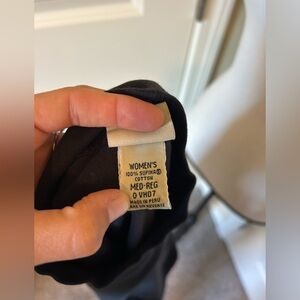 WOMEN'S
100% SUPIMA®
COTTON
MED-REG
0 VH07
MADE IN PERU